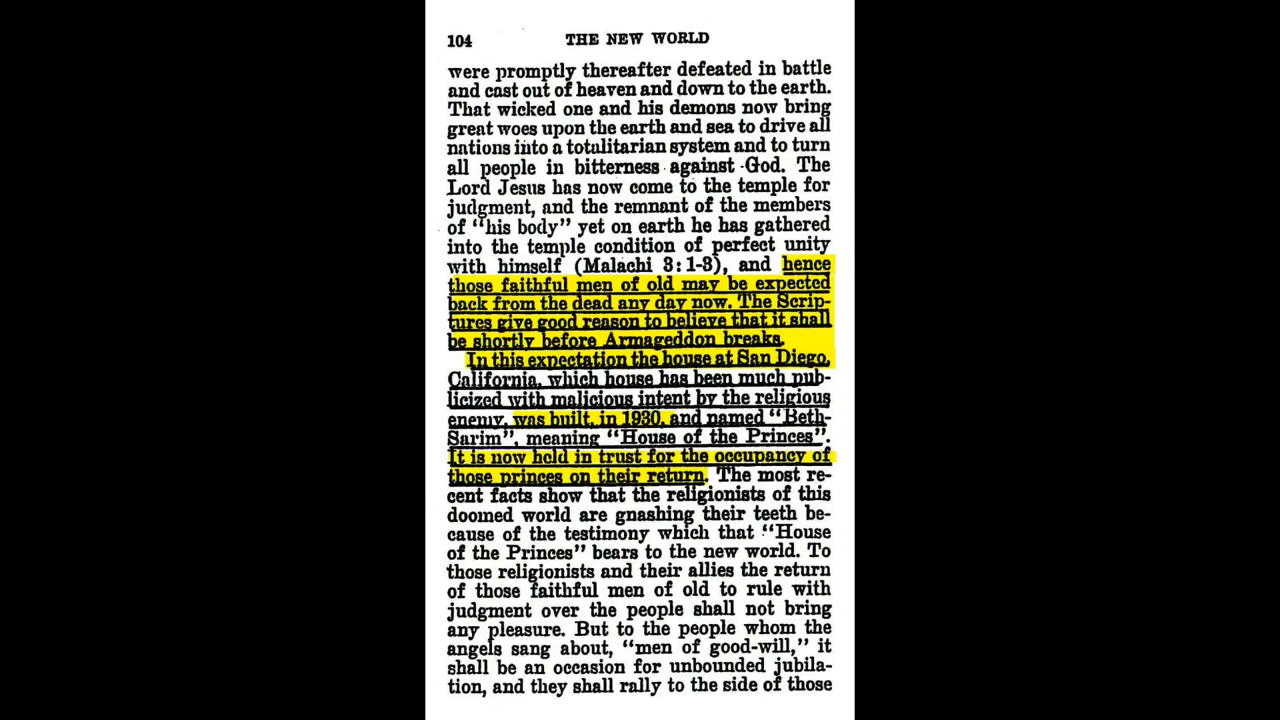 104 THE NEW WORLD
were promptly thereafter defeated in battle
and cast out of heaven and down to the earth.
That wicked one and his demons now bring
great woes upon the earth and sea to drive all
nations into a totalitarian system and to turn
all people in bitterness against God. The
Lord Jesus has now come to the temple for
judgment, and the remnant of the members
of "his body" yet on earth he has gathered
into the temple condition of perfect unity
with himself (Malachi 3:1-3), and hence
those faithful men of old may be expected
back from the dead any day now. The Scrip-
tures give good reason to believe that it shall
be shortly before Armageddon breaks.
In this expectation the house at San Diego,
California, which house has been much pub-
licized with malicious intent by the religious
enemy, was built, in 1930, and named "Beth-
Sarim", meaning "House of the Princes".
It is now held in trust for the occupancy of
those princes on their return. The most re-
cent facts show that the religionists of this
doomed world are gnashing their teeth be-
cause of the testimony which that "House
of the Princes" bears to the new world. To
those religionists and their allies the return
of those faithful men of old to rule with
judgment over the people shall not bring
any pleasure. But to the people whom the
angels sang about, "men of good-will," it
shall be an occasion for unbounded jubila-
tion, and they shall rally to the side of those